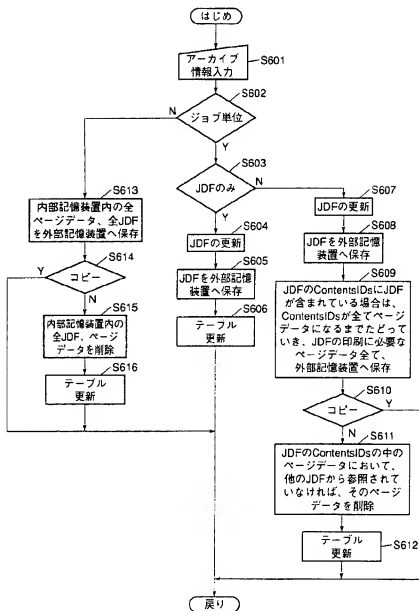 はじめ
アーカイブ
情報入力
S601
S602
ジョブ単位
N
Y
S603
JDFのみ
N
Y
S613
内部記憶装置内の全
ページデータ、全JDF
を外部記憶装置へ保存
S614
コピー
Y
N
S615
内部記憶装置内の
全JDF、ページ
データを削除
S616
テーブル
更新
S604
JDFの更新
S605
JDFを外部記憶
装置へ保存
S606
テーブル
更新
S607
JDFの更新
S608
JDFを外部記憶
装置へ保存
S609
JDFのContentsIDsにJDF
が含まれている場合は、
ContentsIDsが全てページ
データになるまでたどって
いき、JDFの印刷に必要な
ページデータ全て、
外部記憶装置へ保存
S610
コピー
Y
N
S611
JDFのContentsIDsの中の
ページデータにおいて、
他のJDFから参照されて
いなければ、そのページ
データを削除
S612
テーブル
更新
戻り